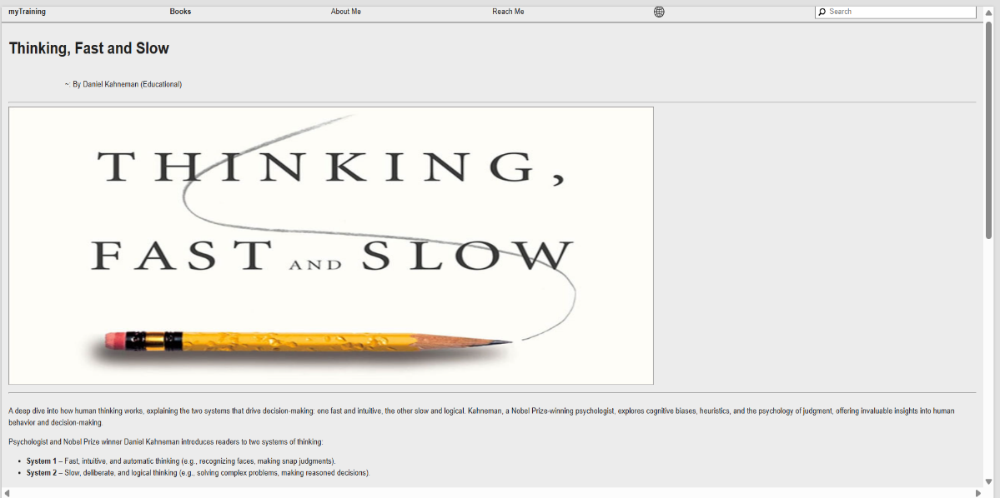 myTraining Books About Me Reach Me Search
Thinking, Fast and Slow
~: By Daniel Kahneman (Educational)
THINKING,
FAST AND SLOW
A deep dive into how human thinking works, explaining the two systems that drive decision-making: one fast and intuitive, the other slow and logical. Kahneman, a Nobel Prize-winning psychologist, explores cognitive biases, heuristics, and the psychology of judgment, offering invaluable insights into human
behavior and decision-making.
Psychologist and Nobel Prize winner Daniel Kahneman introduces readers to two systems of thinking:
• System 1 – Fast, intuitive, and automatic thinking (e.g., recognizing faces, making snap judgments).
• System 2 – Slow, deliberate, and logical thinking (e.g., solving complex problems, making reasoned decisions).